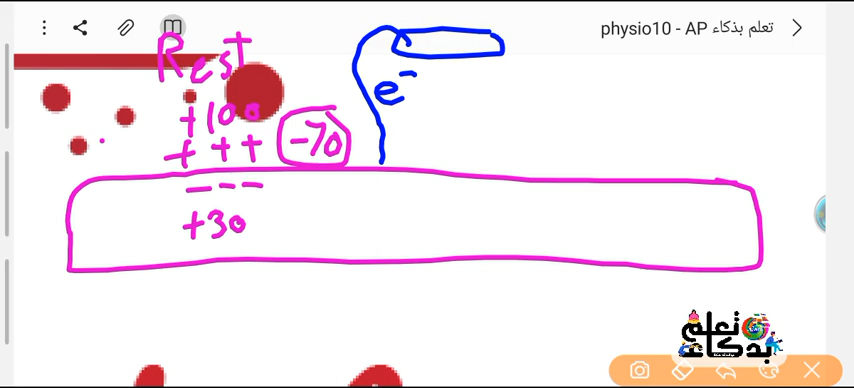 physio10 - AP تعلم بذكاء
Rest
+100
+ + +
-70
e⁻
- - -
+30
تعلم
بذكاء